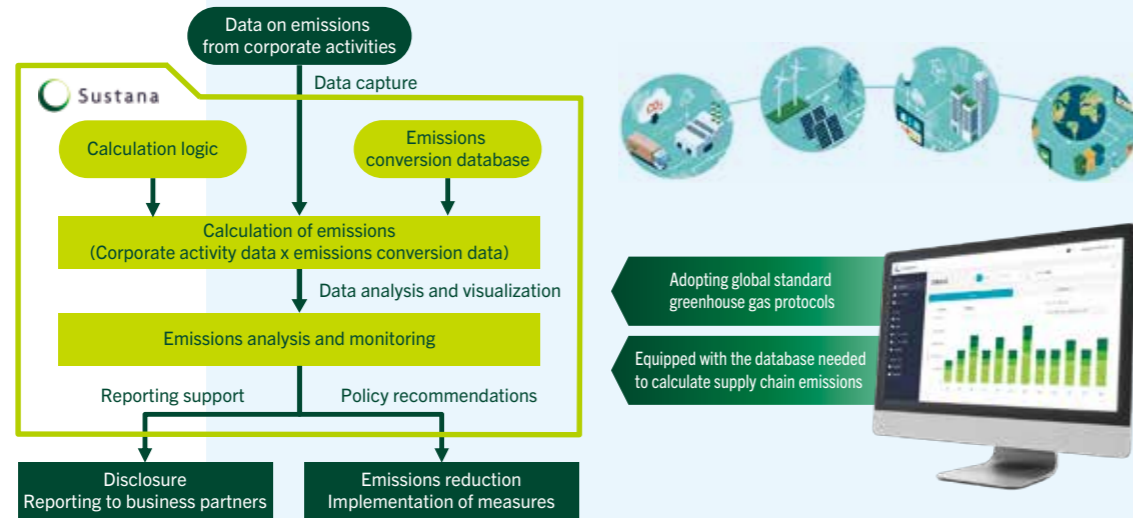 Data on emissions
from corporate activities
Data capture
Sustana
Calculation logic
Emissions
conversion database
Calculation of emissions
(Corporate activity data x emissions conversion data)
Data analysis and visualization
Emissions analysis and monitoring
Reporting support
Policy recommendations
Disclosure
Reporting to business partners
Emissions reduction
Implementation of measures
CO2
Adopting global standard
greenhouse gas protocols
Equipped with the database needed
to calculate supply chain emissions